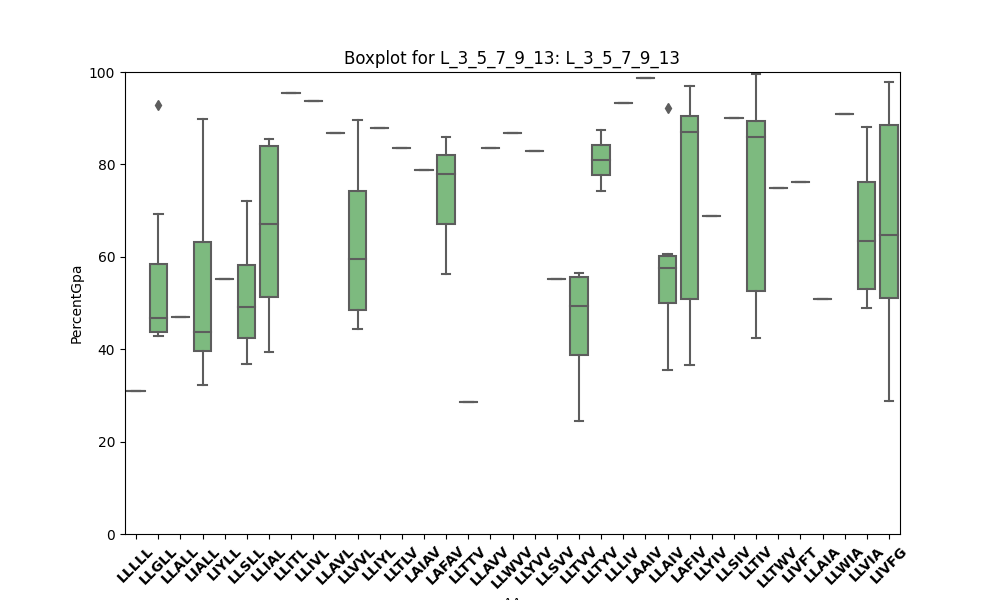 Boxplot for L_3_5_7_9_13: L_3_5_7_9_13
100
80
60
40
20
0
PercentGpa
LLLLL
LLGLL
LLALL
LIALL
LIYLL
LLSLL
LLIAL
LLITL
LLIVL
LLAVL
LLVVL
LLIYL
LLTLV
LAIAV
LAFAV
LLTTV
LLAVV
LLWVV
LLYVV
LLSVV
LLTVV
LLTYV
LLLIV
LAAIV
LLAIV
LAFIV
LLYIV
LLSIV
LLTIV
LLTWV
LIVFT
LLAIA
LLWIA
LLVIA
LIVFG